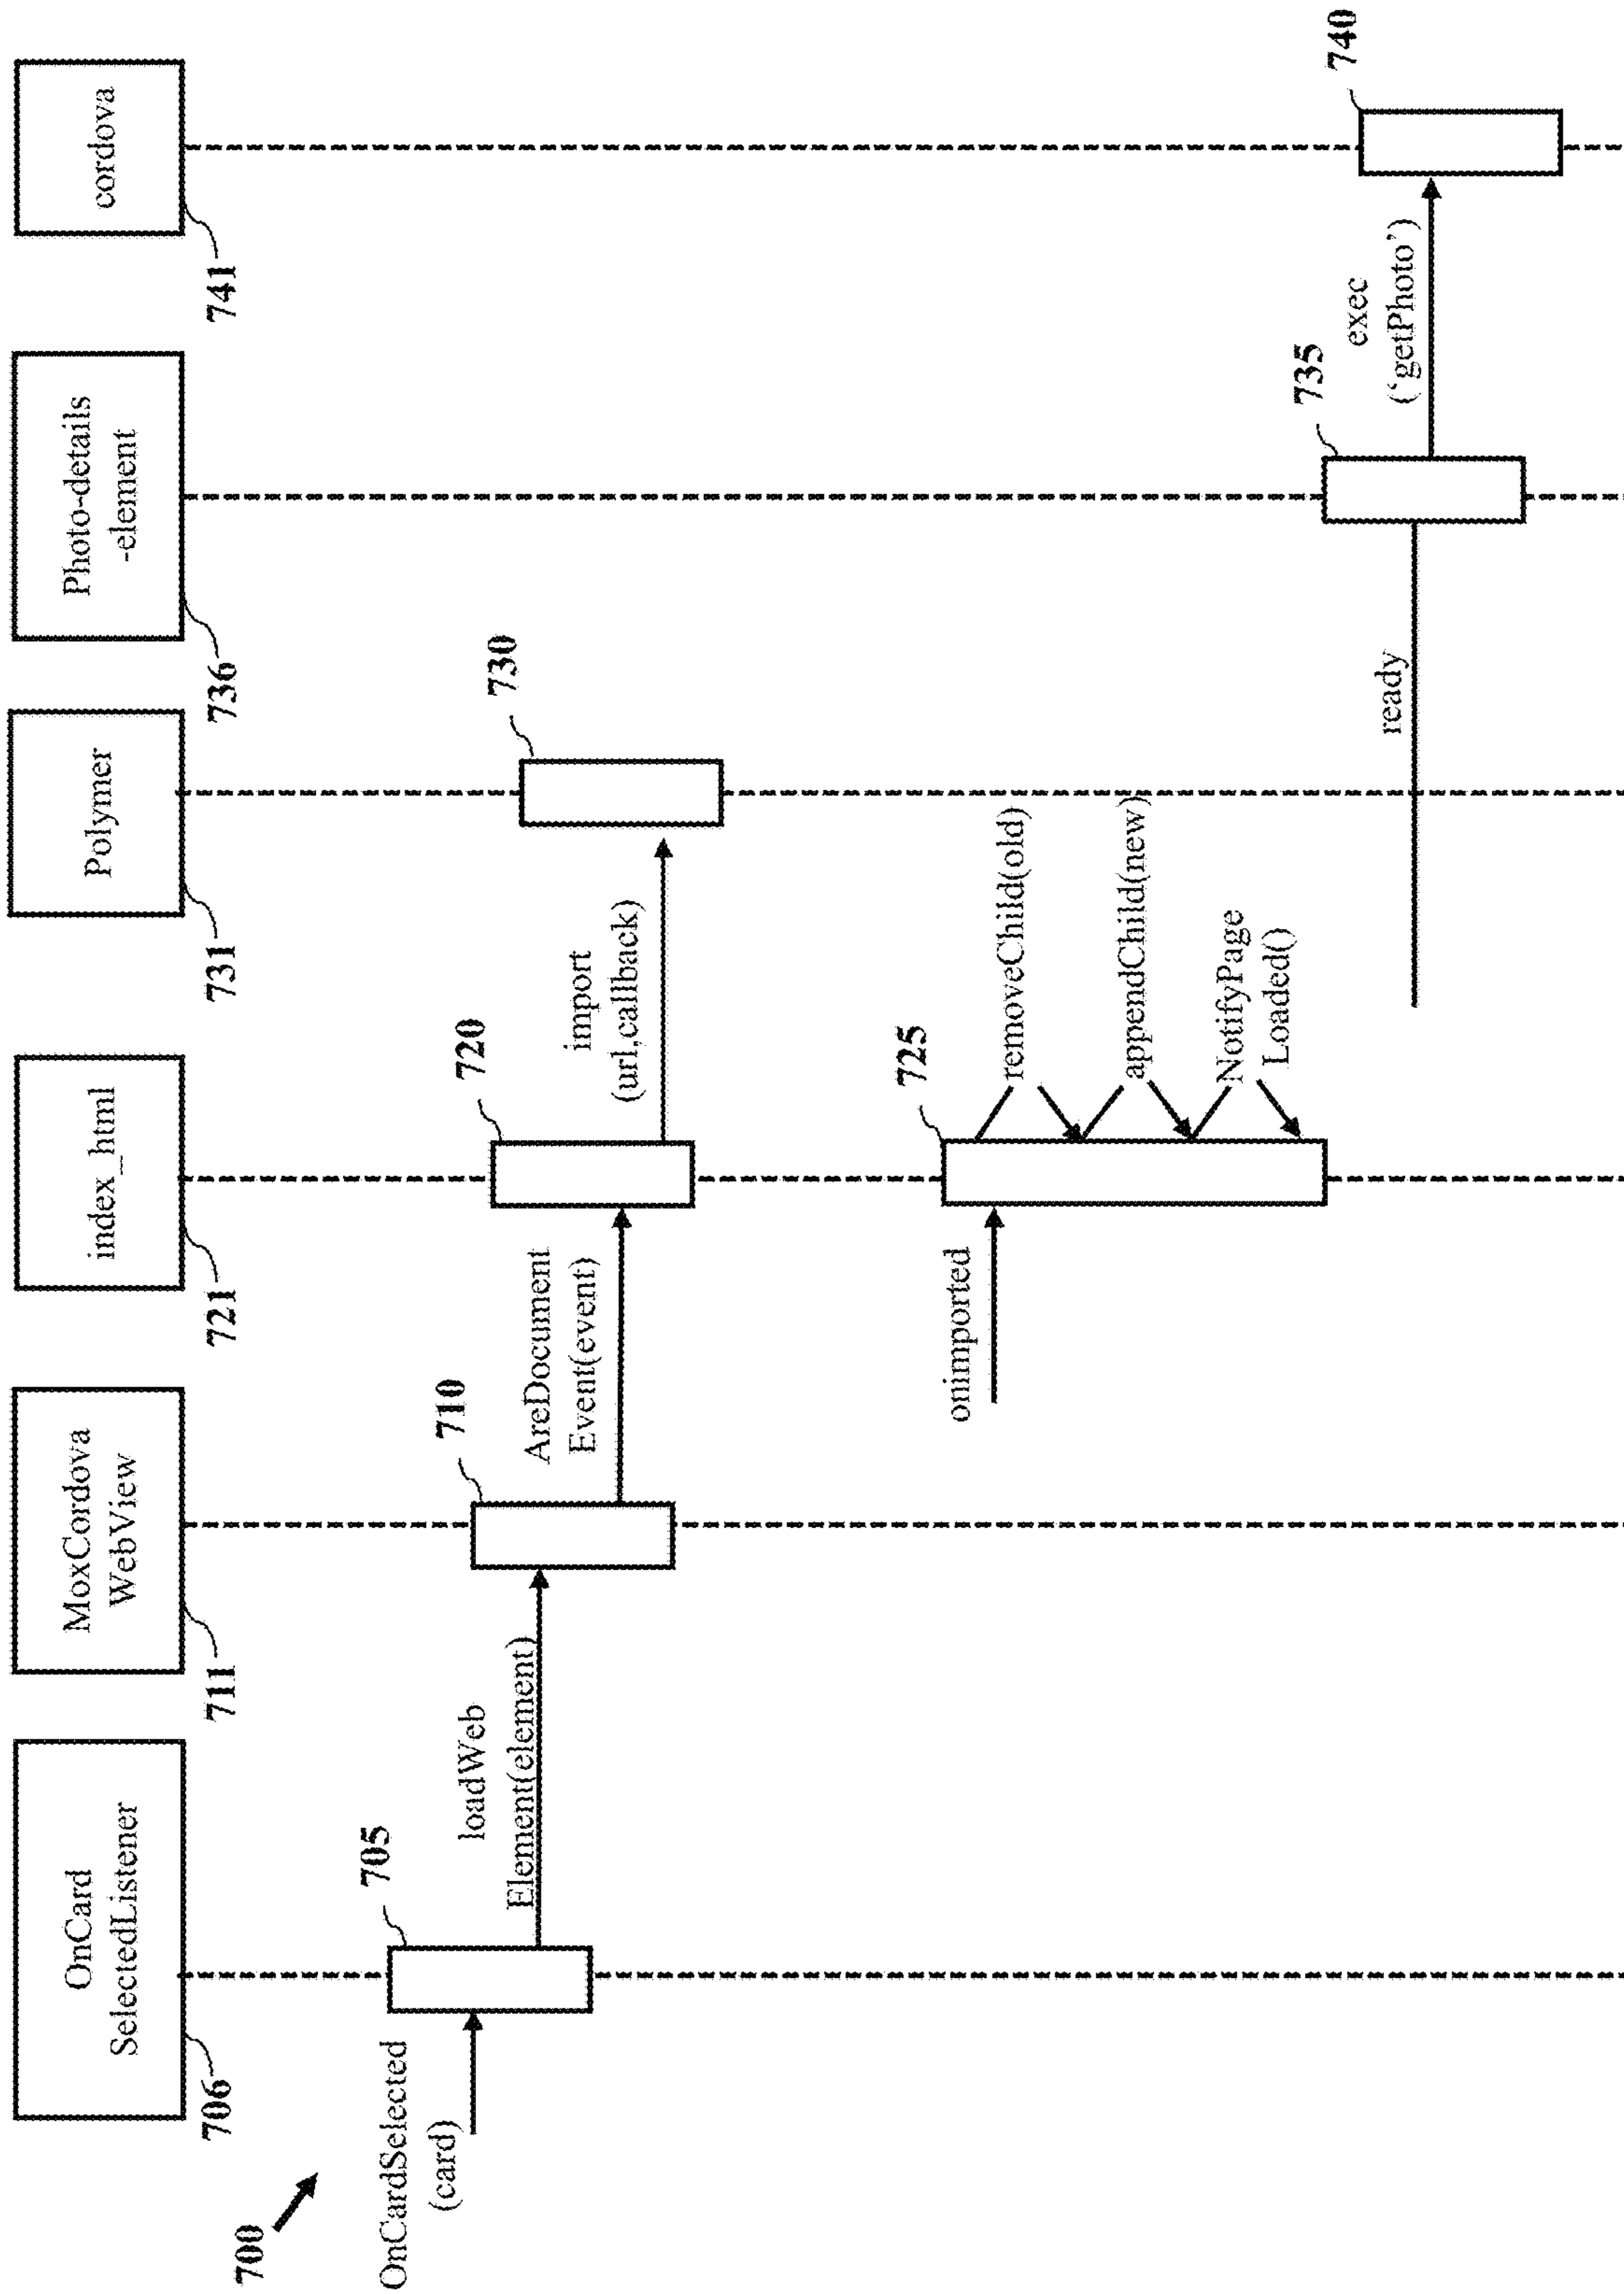 700
OnCard
SelectedListener
706
MoxCordova
WebView
711
index_html
721
Polymer
731
Photo-details
-element
736
cordova
741
OnCardSelected
(card)
705
loadWeb
Element(element)
710
AreDocument
Event(event)
720
import
(url,callback)
730
onimported
725
removeChild(old)
appendChild(new)
NotifyPage
Loaded()
ready
735
exec
(‘getPhoto’)
740